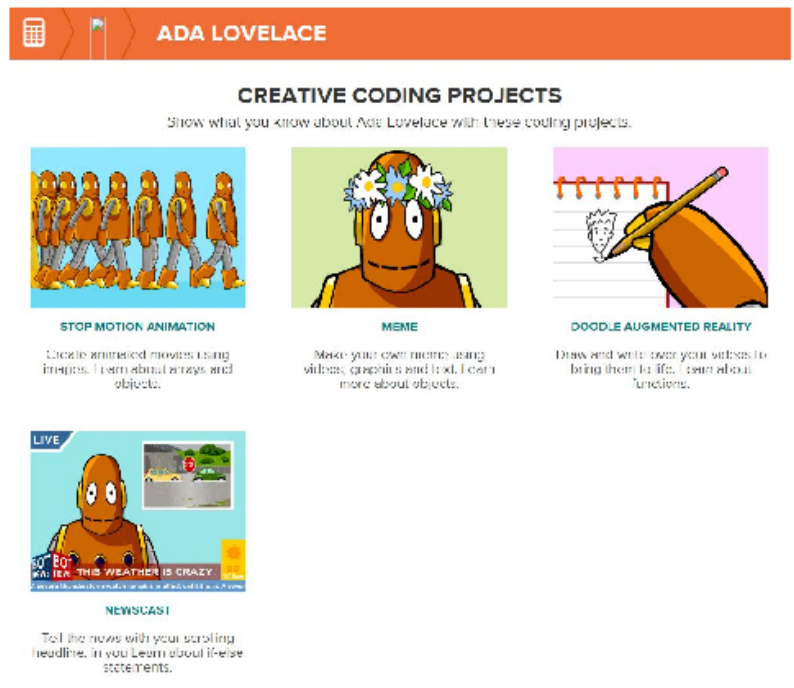 ADA LOVELACE
CREATIVE CODING PROJECTS
Show what you know about Ada Lovelace with these coding projects.
STOP MOTION ANIMATION
Create animated movies using
images. Learn about arrays and
objects.
MEME
Make your own meme using
videos, graphics and text. Learn
more about objects.
DOODLE AUGMENTED REALITY
Draw and write over your videos to
bring them to life. Learn about
functions.
LIVE
BOT
NEWS
BOT
NEWS
THIS WEATHER IS CRAZY
NEWSCAST
Tell the news with your scrolling
headline. in you Learn about if-else
statements.